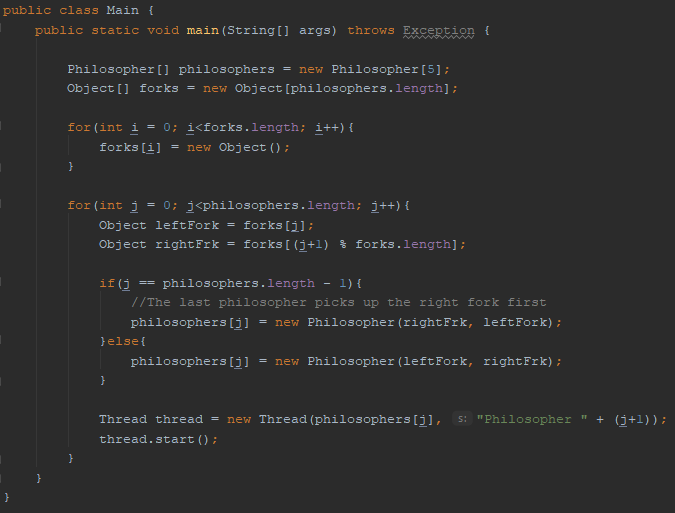 public class Main {
public static void main(String[] args) throws Exception {
Philosopher[] philosophers = new Philosopher[5];
Object[] forks = new Object[philosophers.length];
for(int i = 0; i<forks.length; i++){
forks[i] = new Object();
}
for(int j = 0; j<philosophers.length; j++){
Object leftFork = forks[j];
Object rightFrk = forks[(j+1) % forks.length];
if(j == philosophers.length - 1){
//The last philosopher picks up the right fork first
philosophers[j] = new Philosopher(rightFrk, leftFork);
}else{
philosophers[j] = new Philosopher(leftFork, rightFrk);
}
Thread thread = new Thread(philosophers[j], s: "Philosopher " + (j+1));
thread.start();
}
}
}